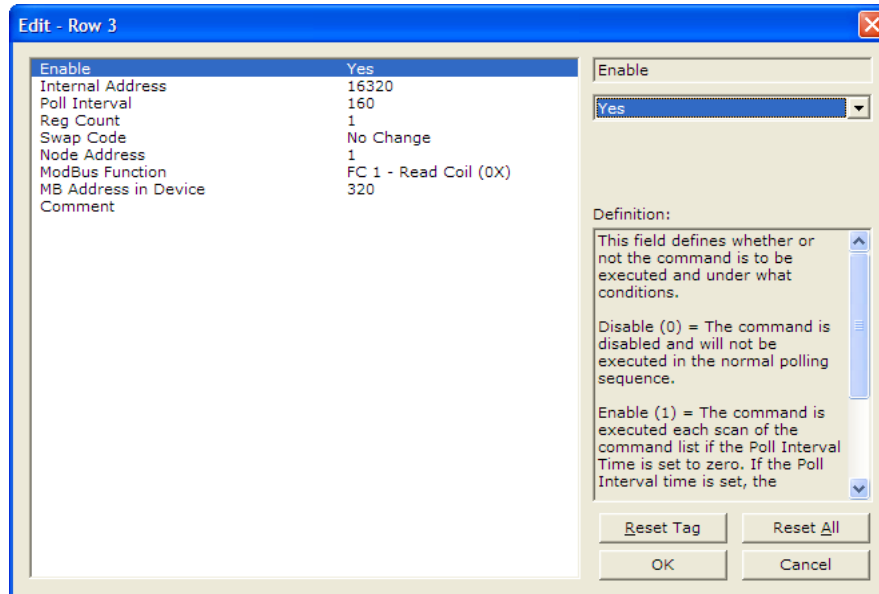 Edit - Row 3
Enable Yes
Internal Address 16320
Poll Interval 160
Reg Count 1
Swap Code No Change
Node Address 1
ModBus Function FC 1 - Read Coil (0X)
MB Address in Device 320
Comment
Enable
Yes
Definition:
This field defines whether or
not the command is to be
executed and under what
conditions.
Disable (0) = The command is
disabled and will not be
executed in the normal polling
sequence.
Enable (1) = The command is
executed each scan of the
command list if the Poll Interval
Time is set to zero. If the Poll
Interval time is set, the
Reset Tag Reset All
OK Cancel